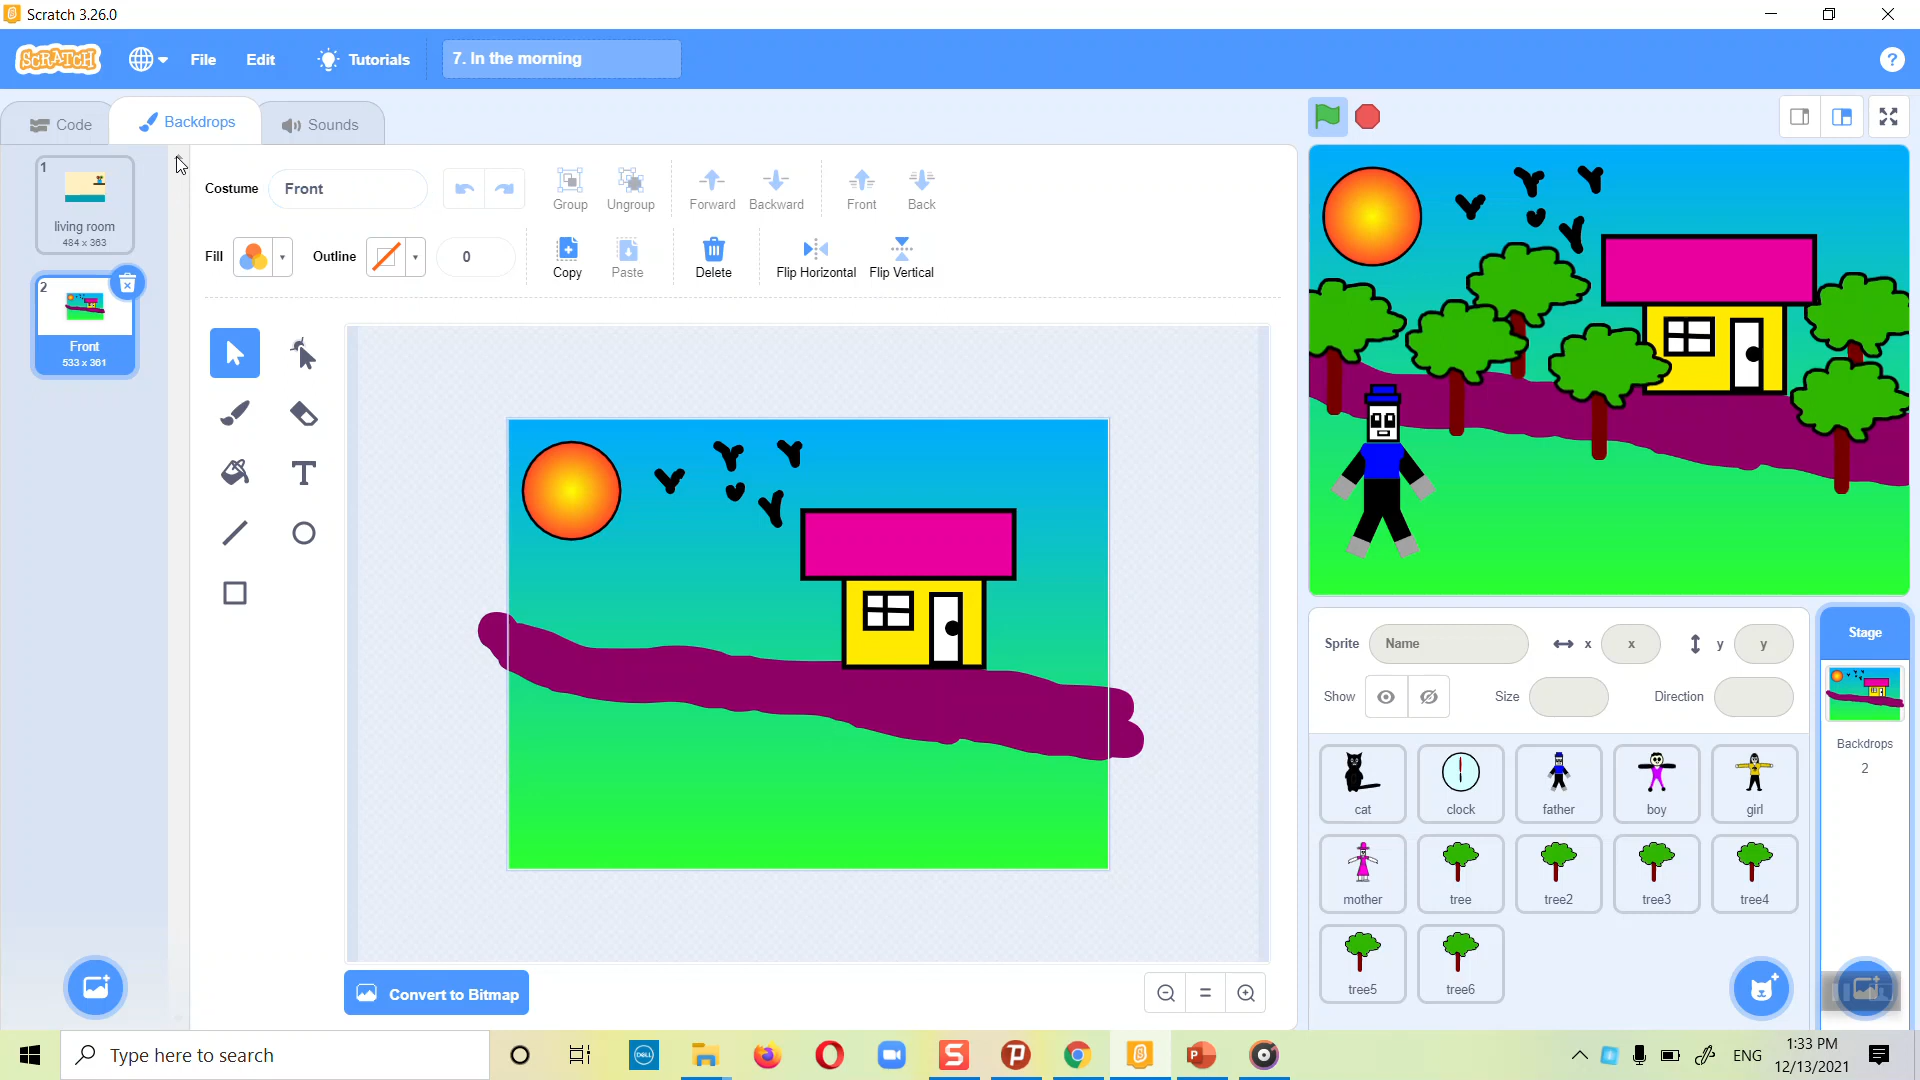 Scratch 3.26.0
SCRATCH File Edit Tutorials 7. In the morning ?
Code Backdrops Sounds
1
living room
484 x 363
2
Front
533 x 361
Costume Front Group Ungroup Forward Backward Front Back
Fill Outline 0 Copy Paste Delete Flip Horizontal Flip Vertical
T
Convert to Bitmap
Sprite Name x x y y
Show Size Direction
Stage
Backdrops
2
cat clock father boy girl
mother tree tree2 tree3 tree4
tree5 tree6
Type here to search
DELL S P P
ENG
1:33 PM
12/13/2021